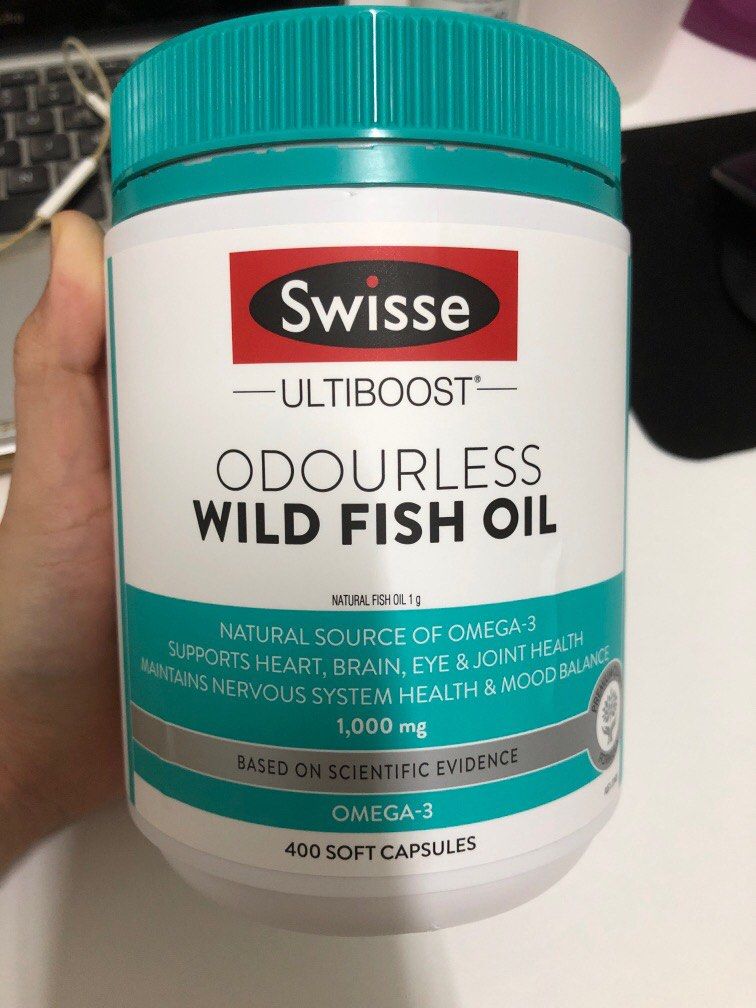 Swisse
ULTIBOOST®
ODOURLESS
WILD FISH OIL
NATURAL FISH OIL 1 g
NATURAL SOURCE OF OMEGA-3
SUPPORTS HEART, BRAIN, EYE & JOINT HEALTH
MAINTAINS NERVOUS SYSTEM HEALTH & MOOD BALANCE
1,000 mg
BASED ON SCIENTIFIC EVIDENCE
OMEGA-3
400 SOFT CAPSULES